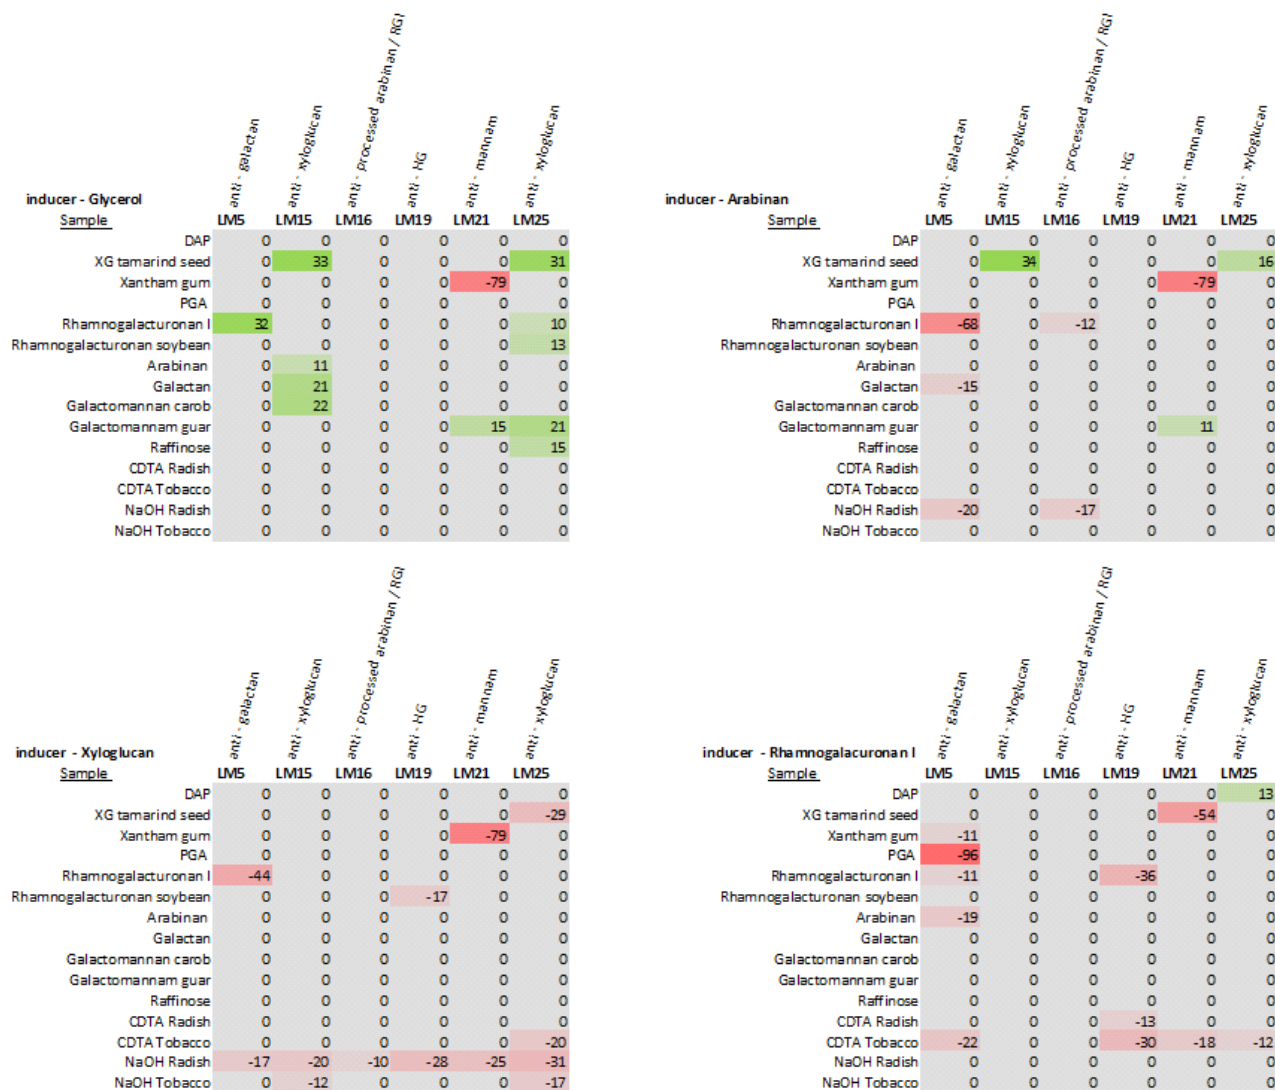 anti - galactan
anti - xyloglucan
anti - processed arabinan / RGI
anti - HG
anti - mannam
anti - xyloglucan
inducer - Glycerol
Sample LM5 LM15 LM16 LM19 LM21 LM25
DAP 0 0 0 0 0 0
XG tamarind seed 0 33 0 0 0 31
Xantham gum 0 0 0 0 -79 0
PGA 0 0 0 0 0 0
Rhamnogalacturonan I 32 0 0 0 0 10
Rhamnogalacturonan soybean 0 0 0 0 0 13
Arabinan 0 11 0 0 0 0
Galactan 0 21 0 0 0 0
Galactomannan carob 0 22 0 0 0 0
Galactomannam guar 0 0 0 0 15 21
Raffinose 0 0 0 0 0 15
CDTA Radish 0 0 0 0 0 0
CDTA Tobacco 0 0 0 0 0 0
NaOH Radish 0 0 0 0 0 0
NaOH Tobacco 0 0 0 0 0 0
anti - galactan
anti - xyloglucan
anti - processed arabinan / RGI
anti - HG
anti - mannam
anti - xyloglucan
inducer - Arabinan
Sample LM5 LM15 LM16 LM19 LM21 LM25
DAP 0 0 0 0 0 0
XG tamarind seed 0 34 0 0 0 16
Xantham gum 0 0 0 0 -79 0
PGA 0 0 0 0 0 0
Rhamnogalacturonan I -68 0 -12 0 0 0
Rhamnogalacturonan soybean 0 0 0 0 0 0
Arabinan 0 0 0 0 0 0
Galactan -15 0 0 0 0 0
Galactomannan carob 0 0 0 0 0 0
Galactomannam guar 0 0 0 0 11 0
Raffinose 0 0 0 0 0 0
CDTA Radish 0 0 0 0 0 0
CDTA Tobacco 0 0 0 0 0 0
NaOH Radish -20 0 -17 0 0 0
NaOH Tobacco 0 0 0 0 0 0
anti - galactan
anti - xyloglucan
anti - processed arabinan / RGI
anti - HG
anti - mannam
anti - xyloglucan
inducer - Xyloglucan
Sample LM5 LM15 LM16 LM19 LM21 LM25
DAP 0 0 0 0 0 0
XG tamarind seed 0 0 0 0 0 -29
Xantham gum 0 0 0 0 -79 0
PGA 0 0 0 0 0 0
Rhamnogalacturonan I -44 0 0 0 0 0
Rhamnogalacturonan soybean 0 0 0 -17 0 0
Arabinan 0 0 0 0 0 0
Galactan 0 0 0 0 0 0
Galactomannan carob 0 0 0 0 0 0
Galactomannam guar 0 0 0 0 0 0
Raffinose 0 0 0 0 0 0
CDTA Radish 0 0 0 0 0 0
CDTA Tobacco 0 0 0 0 0 -20
NaOH Radish -17 -20 -10 -28 -25 -31
NaOH Tobacco 0 -12 0 0 0 -17
anti - galactan
anti - xyloglucan
anti - processed arabinan / RGI
anti - HG
anti - mannam
anti - xyloglucan
inducer - Rhamnogalacuronan I
Sample LM5 LM15 LM16 LM19 LM21 LM25
DAP 0 0 0 0 0 13
XG tamarind seed 0 0 0 0 -54 0
Xantham gum -11 0 0 0 0 0
PGA -96 0 0 0 0 0
Rhamnogalacturonan I -11 0 0 -36 0 0
Rhamnogalacturonan soybean 0 0 0 0 0 0
Arabinan -19 0 0 0 0 0
Galactan 0 0 0 0 0 0
Galactomannan carob 0 0 0 0 0 0
Galactomannam guar 0 0 0 0 0 0
Raffinose 0 0 0 0 0 0
CDTA Radish 0 0 0 -13 0 0
CDTA Tobacco -22 0 0 -30 -18 -12
NaOH Radish 0 0 0 0 0 0
NaOH Tobacco 0 0 0 0 0 0